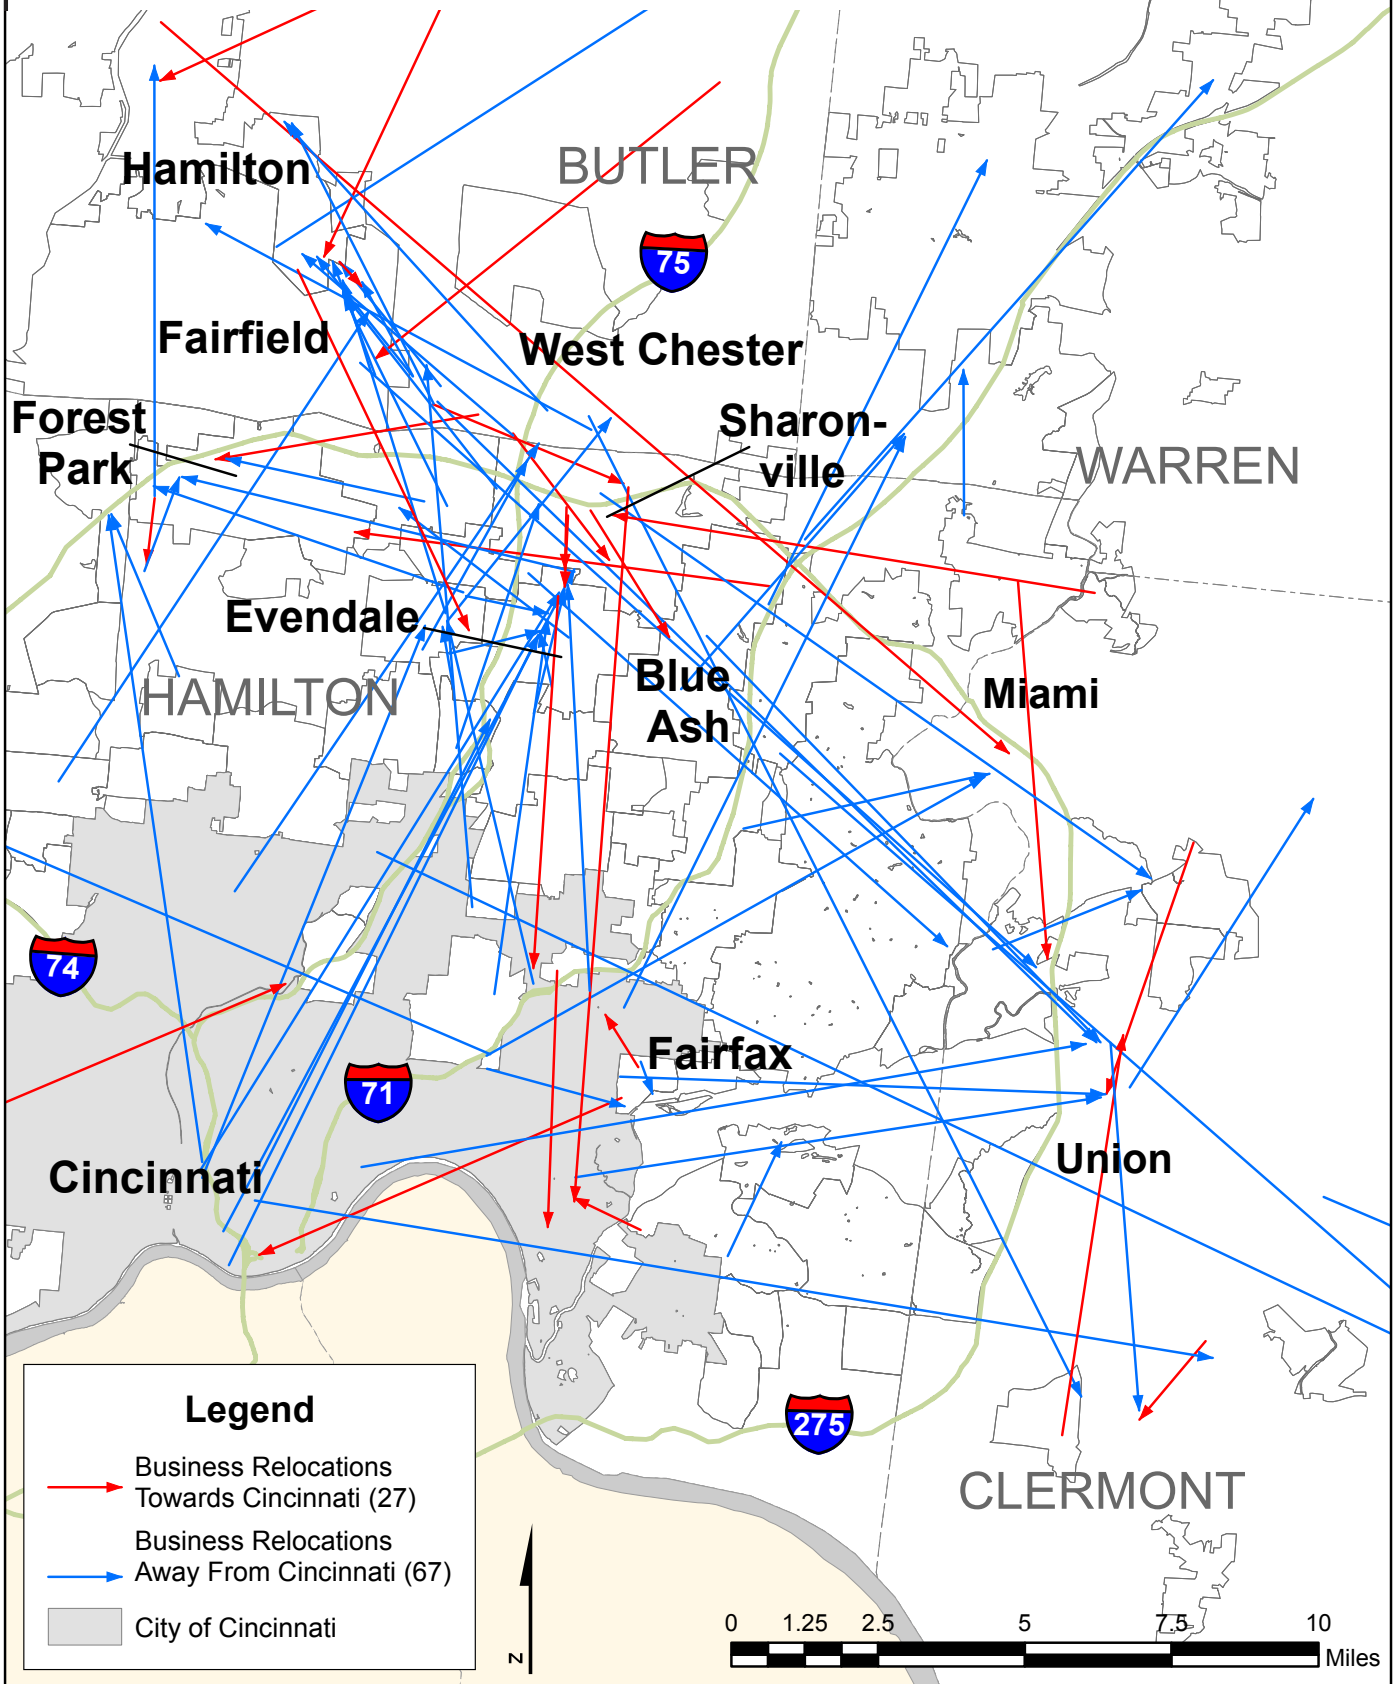 Hamilton
BUTLER
75
Fairfield
West Chester
Forest
Park
Sharon-
ville
WARREN
Evendale
HAMILTON
Blue
Ash
Miami
74
71
Fairfax
Cincinnati
Union
275
CLERMONT
Legend
Business Relocations
Towards Cincinnati (27)
Business Relocations
Away From Cincinnati (67)
City of Cincinnati
N
0 1.25 2.5 5 7.5 10
Miles